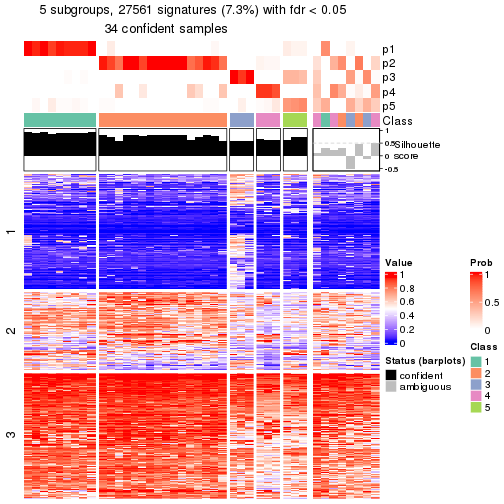 5 subgroups, 27561 signatures (7.3%) with fdr < 0.05
34 confident samples
p1
p2
p3
p4
p5
Class
1
0.5
0
-0.5
Silhouette
score
1
2
3
Value
1
0.8
0.6
0.4
0.2
0
Status (barplots)
confident
ambiguous
Prob
1
0.5
0
Class
1
2
3
4
5